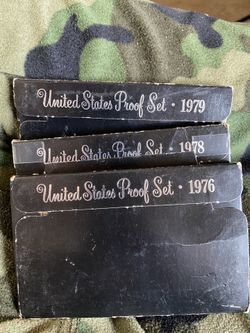 United States Proof Set · 1979
United States Proof Set · 1978
United States Proof Set · 1976